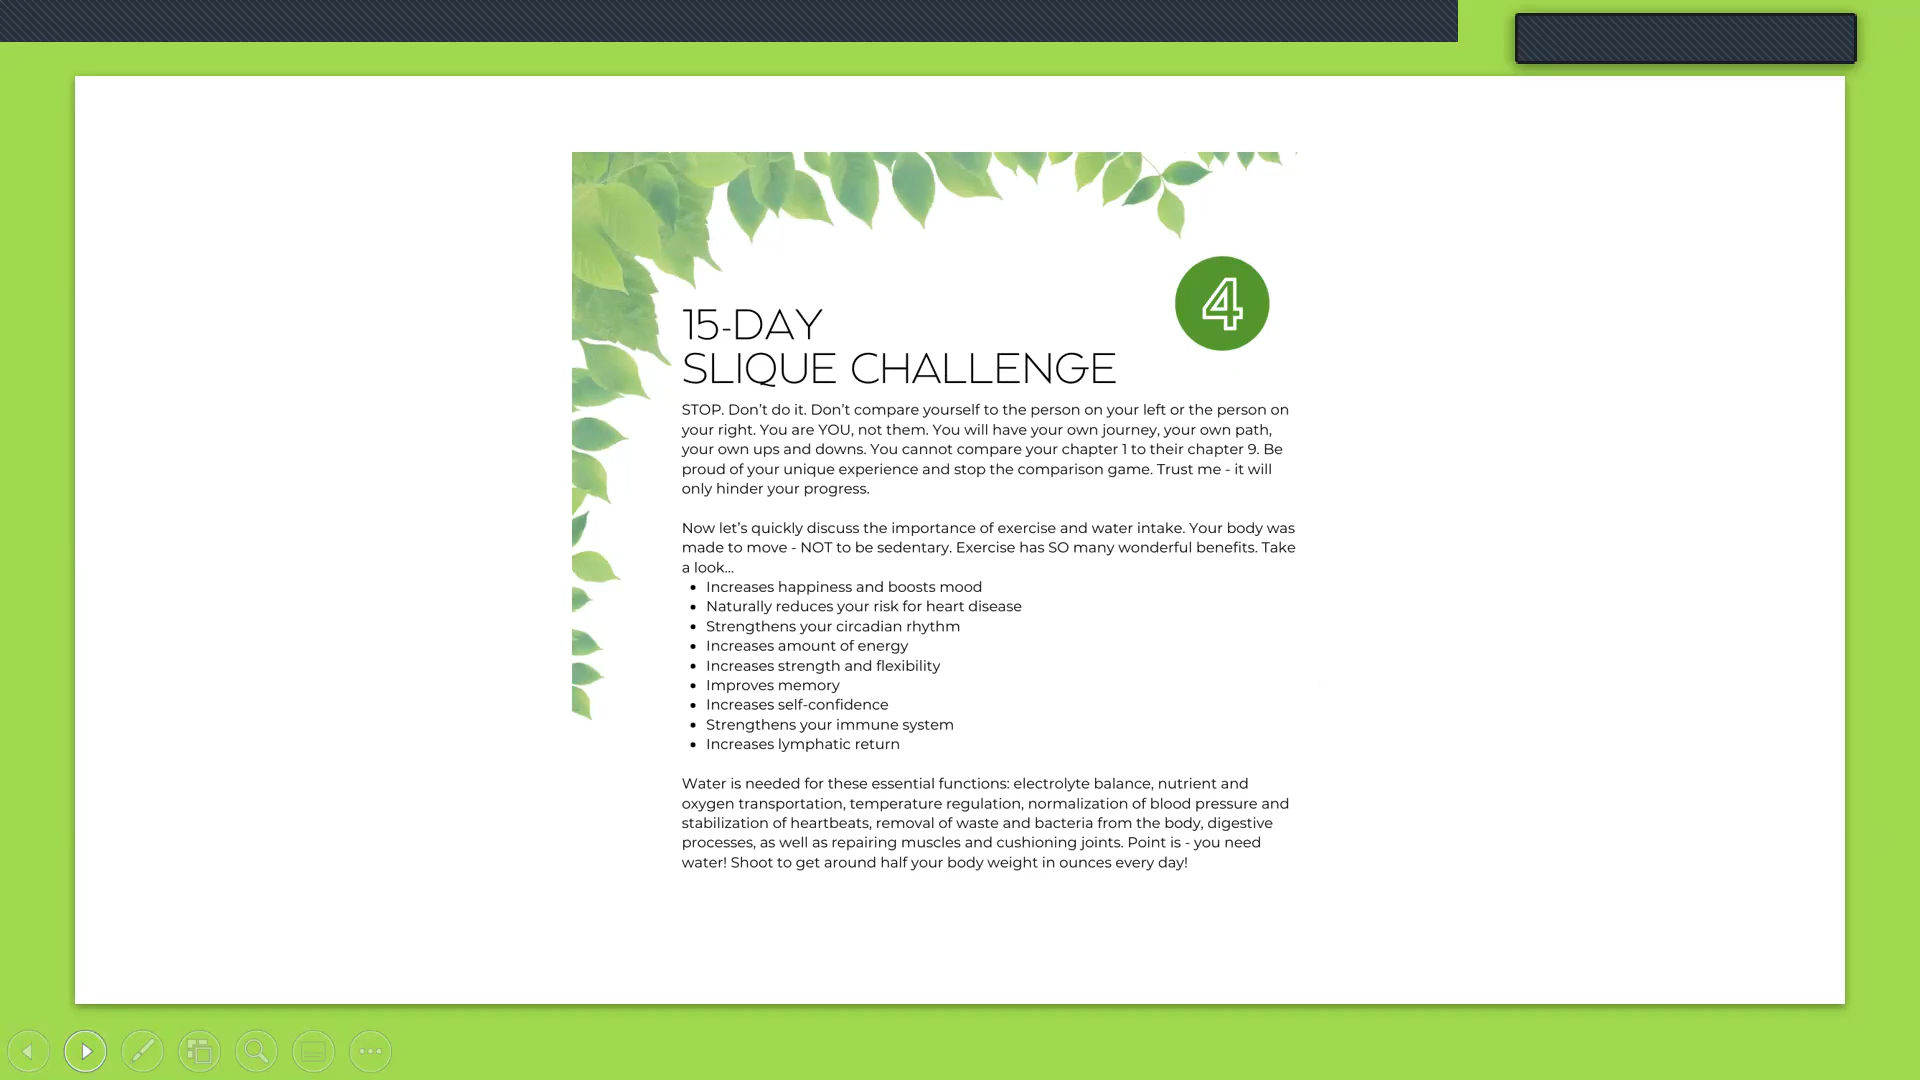 4
15-DAY
SLIQUE CHALLENGE
STOP. Don’t do it. Don’t compare yourself to the person on your left or the person on
your right. You are YOU, not them. You will have your own journey, your own path,
your own ups and downs. You cannot compare your chapter 1 to their chapter 9. Be
proud of your unique experience and stop the comparison game. Trust me - it will
only hinder your progress.
Now let’s quickly discuss the importance of exercise and water intake. Your body was
made to move - NOT to be sedentary. Exercise has SO many wonderful benefits. Take
a look...
• Increases happiness and boosts mood
• Naturally reduces your risk for heart disease
• Strengthens your circadian rhythm
• Increases amount of energy
• Increases strength and flexibility
• Improves memory
• Increases self-confidence
• Strengthens your immune system
• Increases lymphatic return
Water is needed for these essential functions: electrolyte balance, nutrient and
oxygen transportation, temperature regulation, normalization of blood pressure and
stabilization of heartbeats, removal of waste and bacteria from the body, digestive
processes, as well as repairing muscles and cushioning joints. Point is - you need
water! Shoot to get around half your body weight in ounces every day!